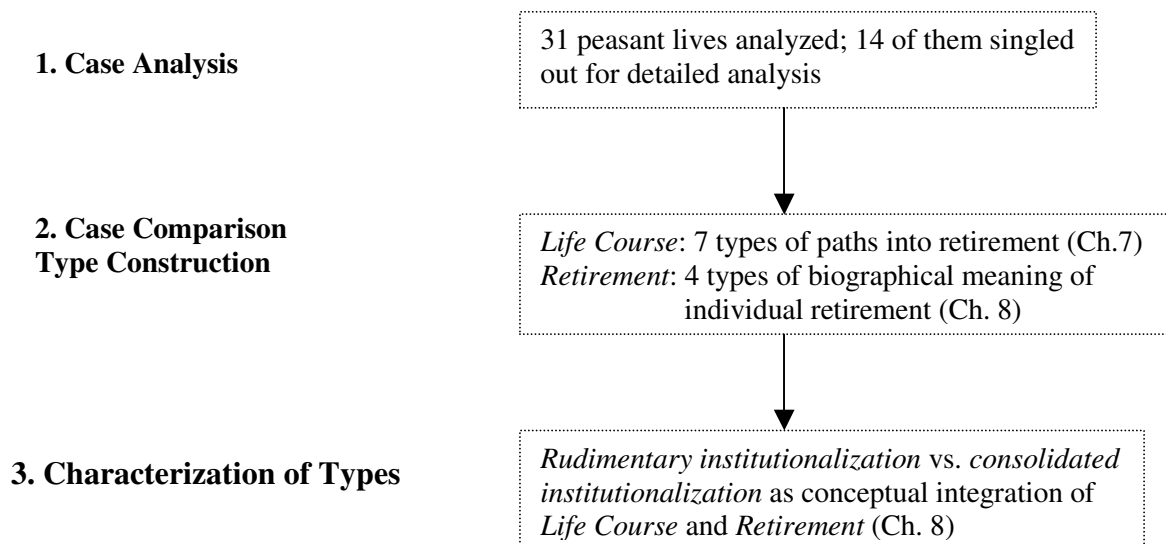 1. Case Analysis
31 peasant lives analyzed; 14 of them singled
out for detailed analysis
2. Case Comparison
Type Construction
Life Course: 7 types of paths into retirement (Ch.7)
Retirement: 4 types of biographical meaning of
individual retirement (Ch. 8)
3. Characterization of Types
Rudimentary institutionalization vs. consolidated
institutionalization as conceptual integration of
Life Course and Retirement (Ch. 8)